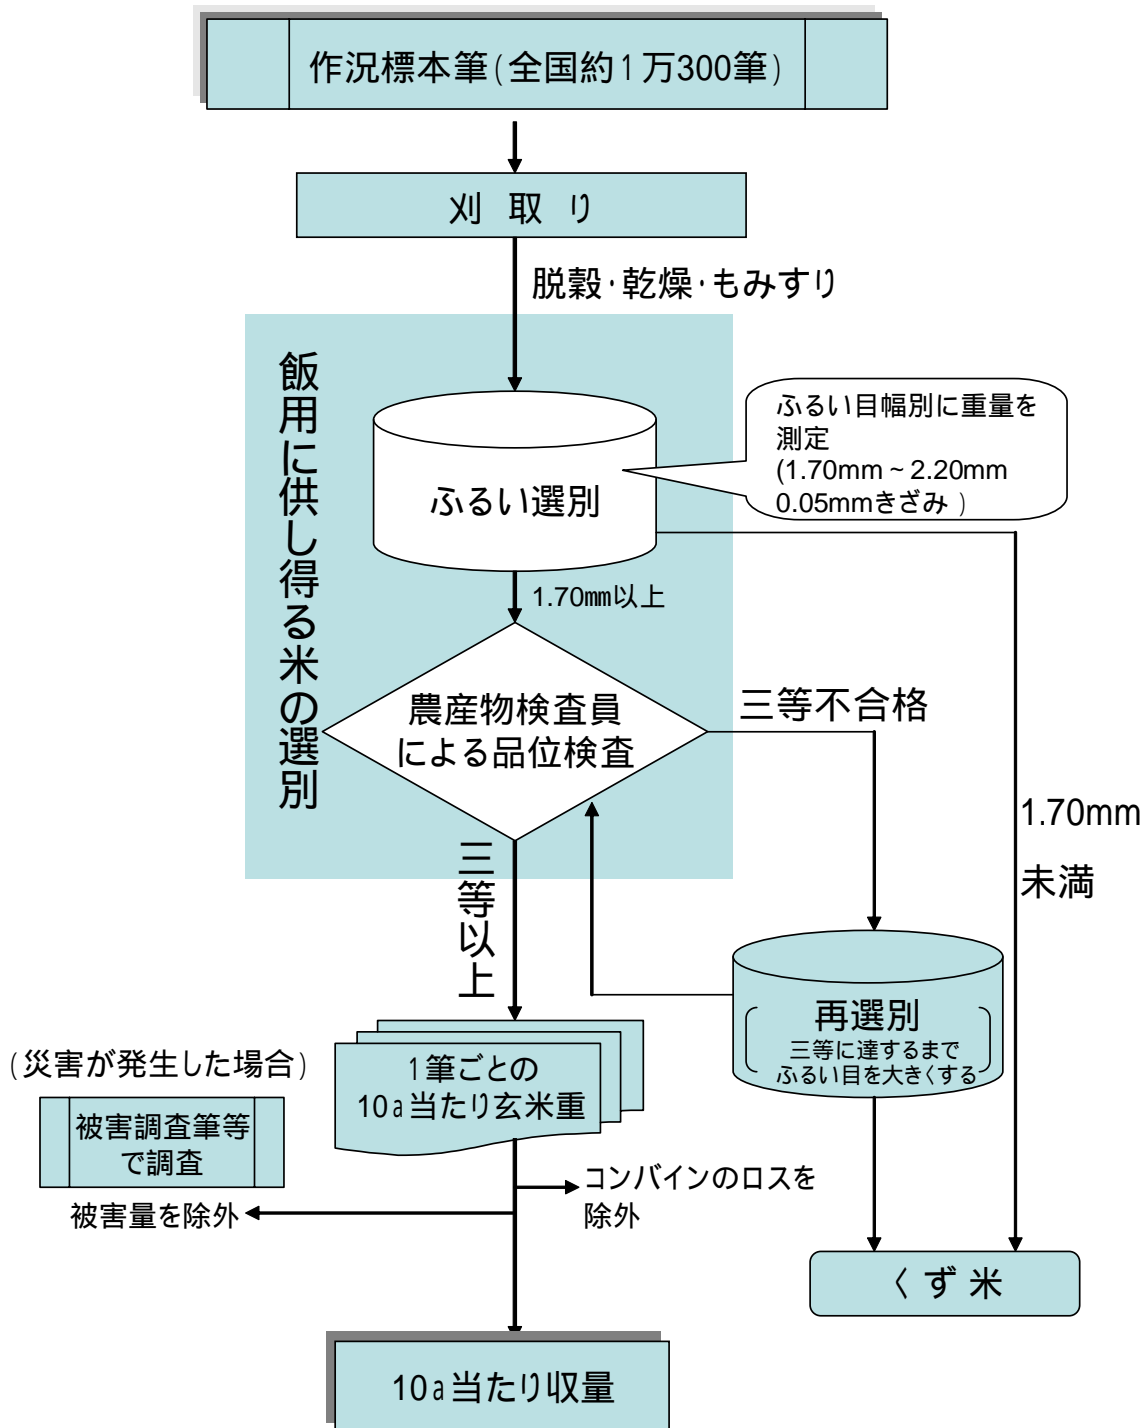 作況標本筆(全国約1万300筆)
刈取り
脱穀・乾燥・もみすり
飯用に供し得る米の選別
ふるい目幅別に重量を
測定
(1.70mm~2.20mm
0.05mmきざみ)
ふるい選別
1.70㎜以上
農産物検査員
による品位検査
三等不合格
1.70mm
未満
三等以上
再選別
三等に達するまで
ふるい目を大きくする
(災害が発生した場合)
被害調査筆等
で調査
1筆ごとの
10a当たり玄米重
コンバインのロスを
除外
被害量を除外
くず米
10a当たり収量